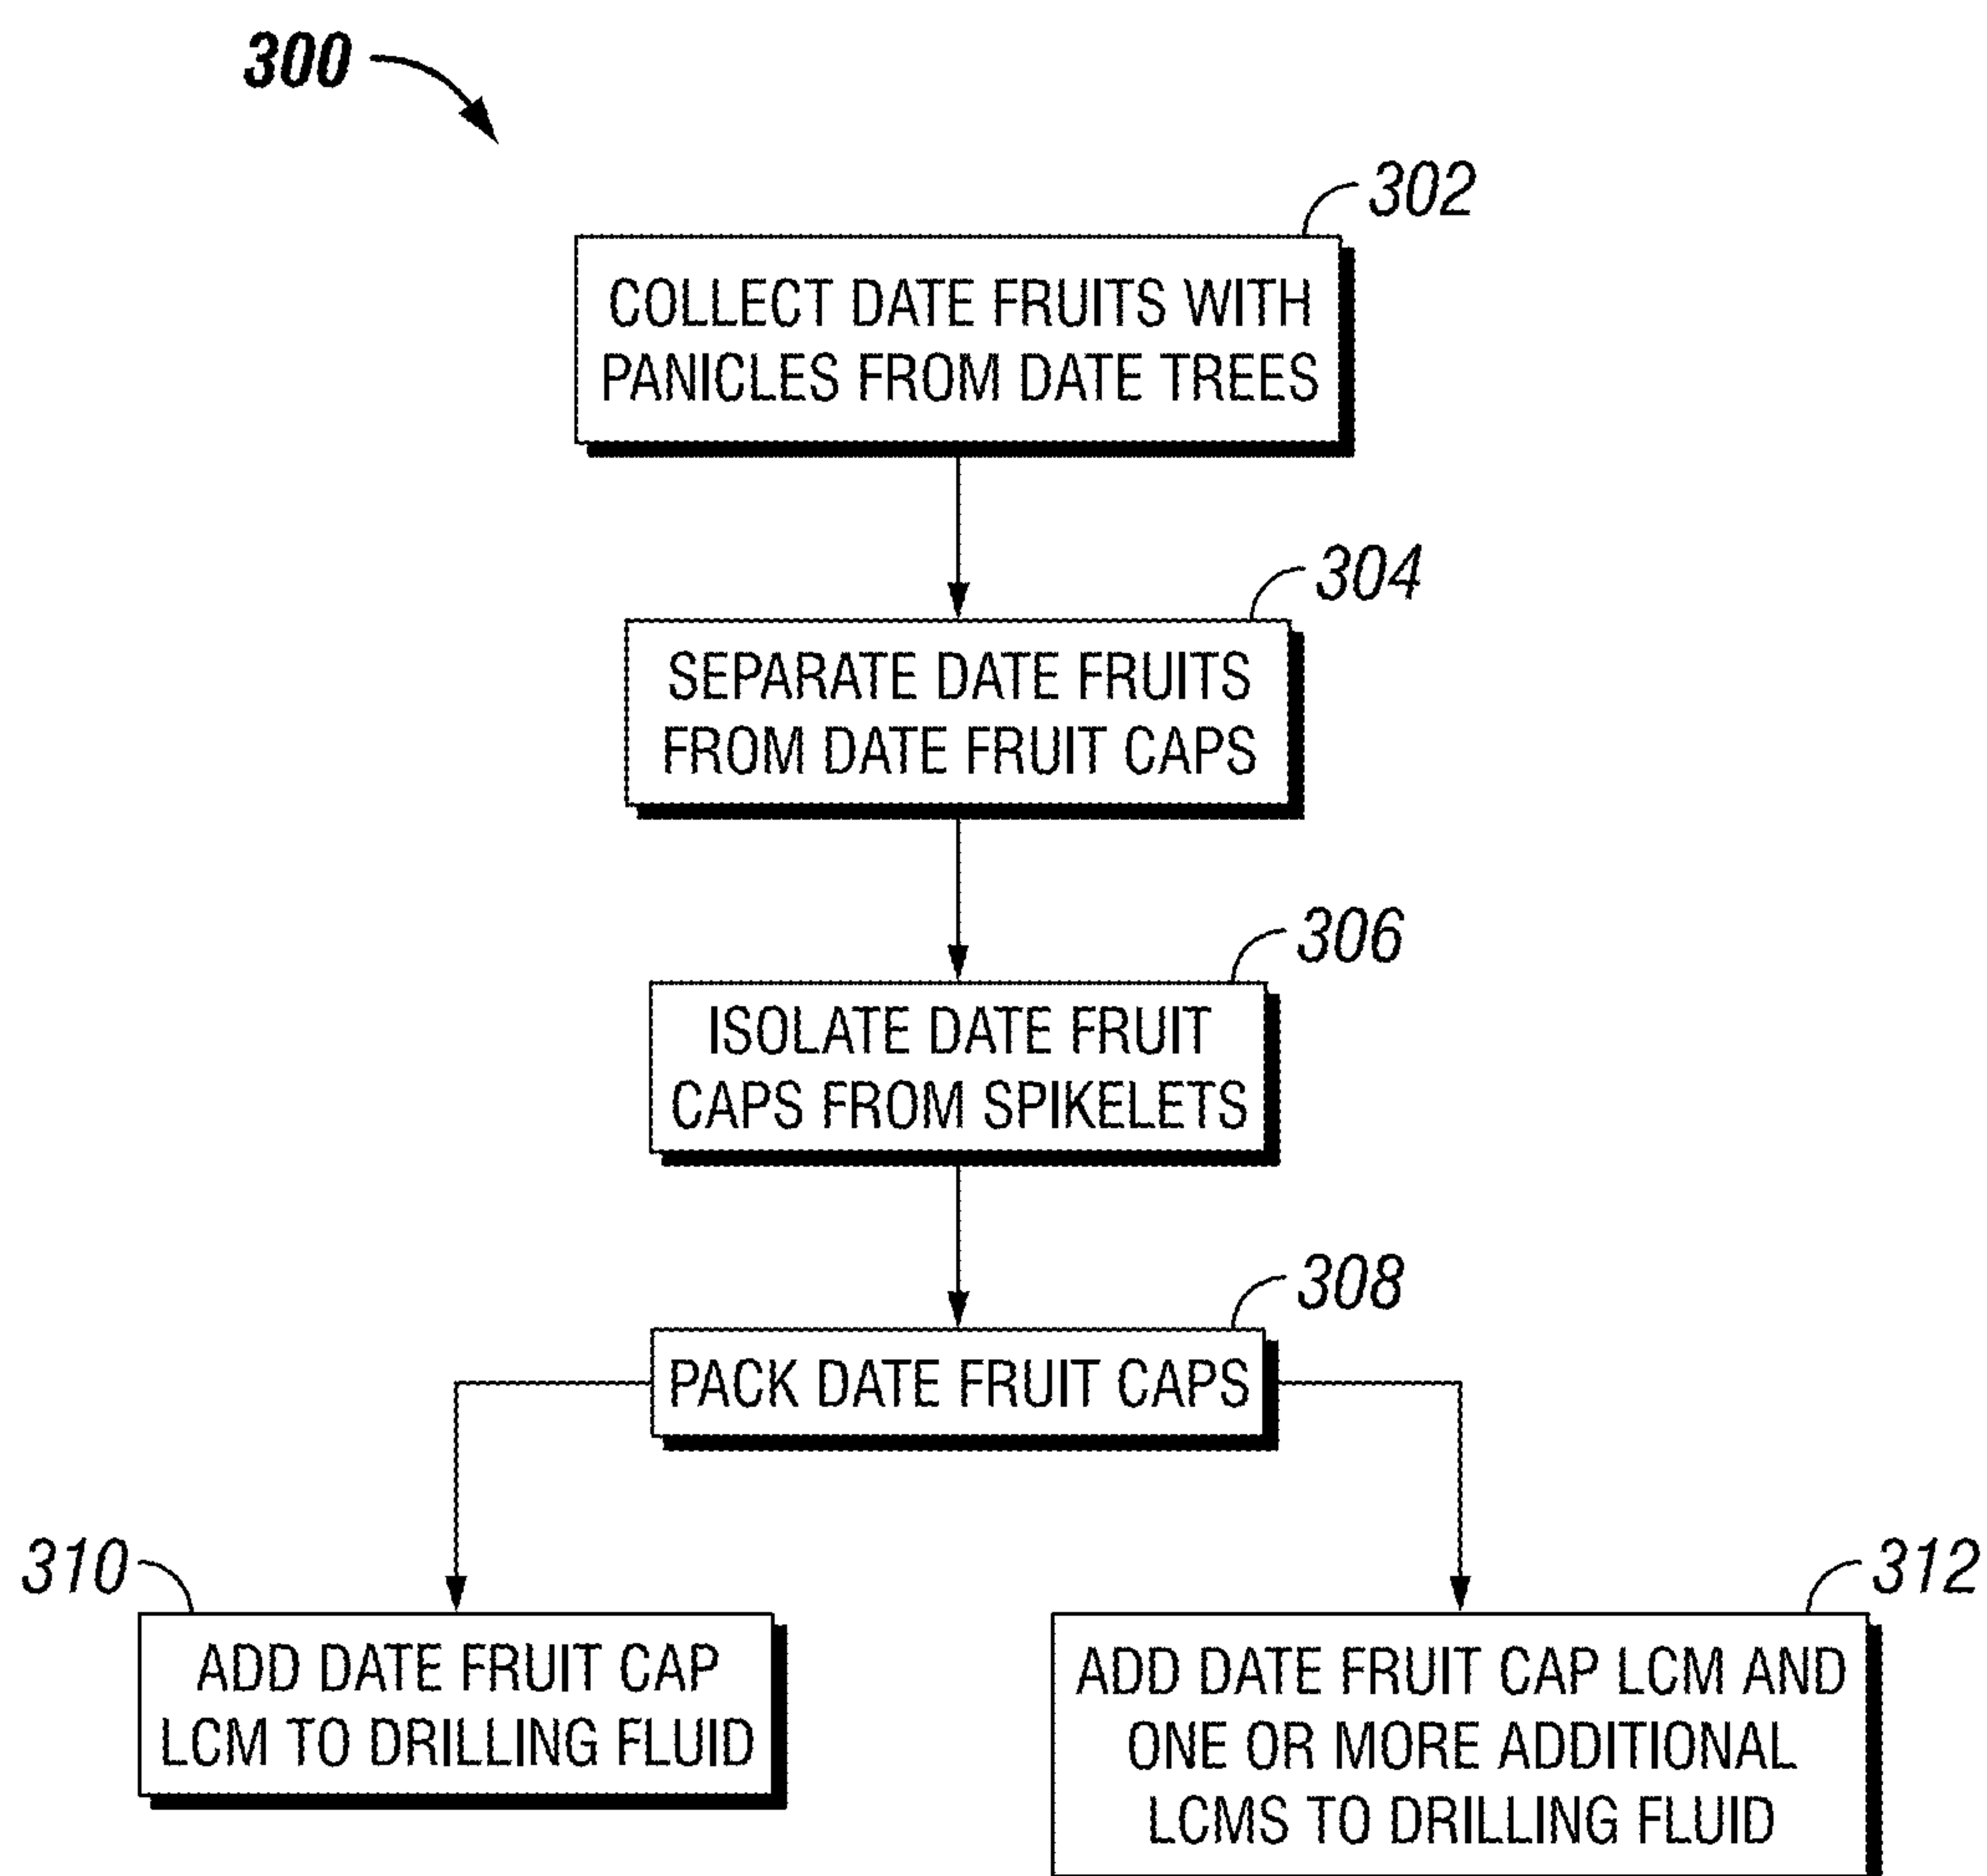 300
302
COLLECT DATE FRUITS WITH
PANICLES FROM DATE TREES
304
SEPARATE DATE FRUITS
FROM DATE FRUIT CAPS
306
ISOLATE DATE FRUIT
CAPS FROM SPIKELETS
308
PACK DATE FRUIT CAPS
310
ADD DATE FRUIT CAP
LCM TO DRILLING FLUID
312
ADD DATE FRUIT CAP LCM AND
ONE OR MORE ADDITIONAL
LCMS TO DRILLING FLUID